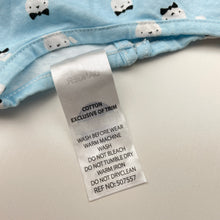 COTTON
EXCLUSIVE OF TRIM
WASH BEFORE WEAR
WARM MACHINE
WASH
DO NOT BLEACH
DO NOT TUMBLE DRY
WARM IRON
DO NOT DRYCLEAN
REF NO: 507557